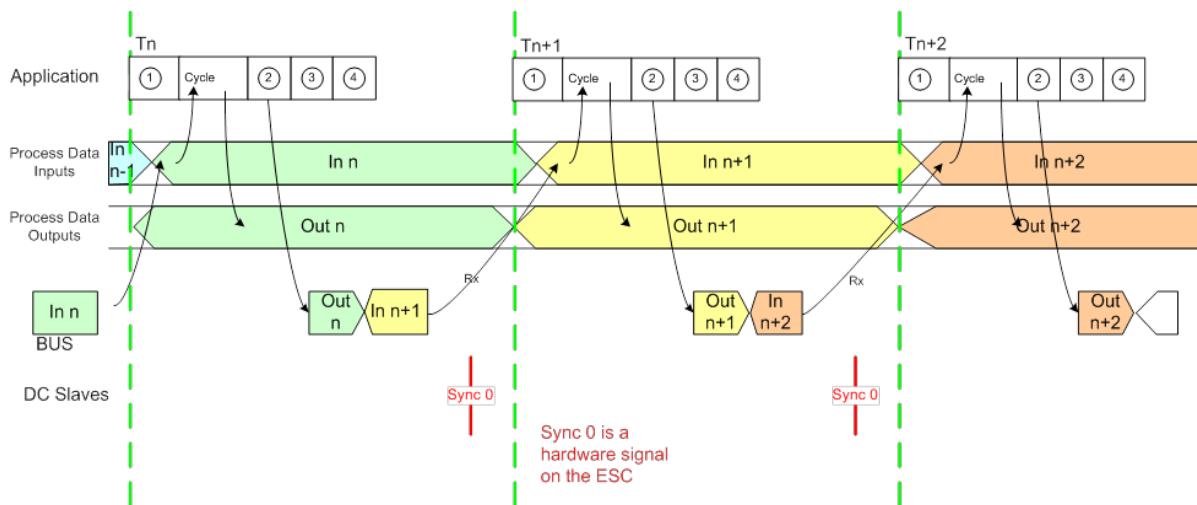 Tn
Tn+1
Tn+2
Application
1
Cycle
2
3
4
1
Cycle
2
3
4
1
Cycle
2
3
4
Process Data
Inputs
In
n-1
In n
In n+1
In n+2
Process Data
Outputs
Out n
Out n+1
Out n+2
Rx
Rx
In n
BUS
Out
n
In n+1
Out
n+1
In
n+2
Out
n+2
DC Slaves
Sync 0
Sync 0
Sync 0 is a
hardware signal
on the ESC